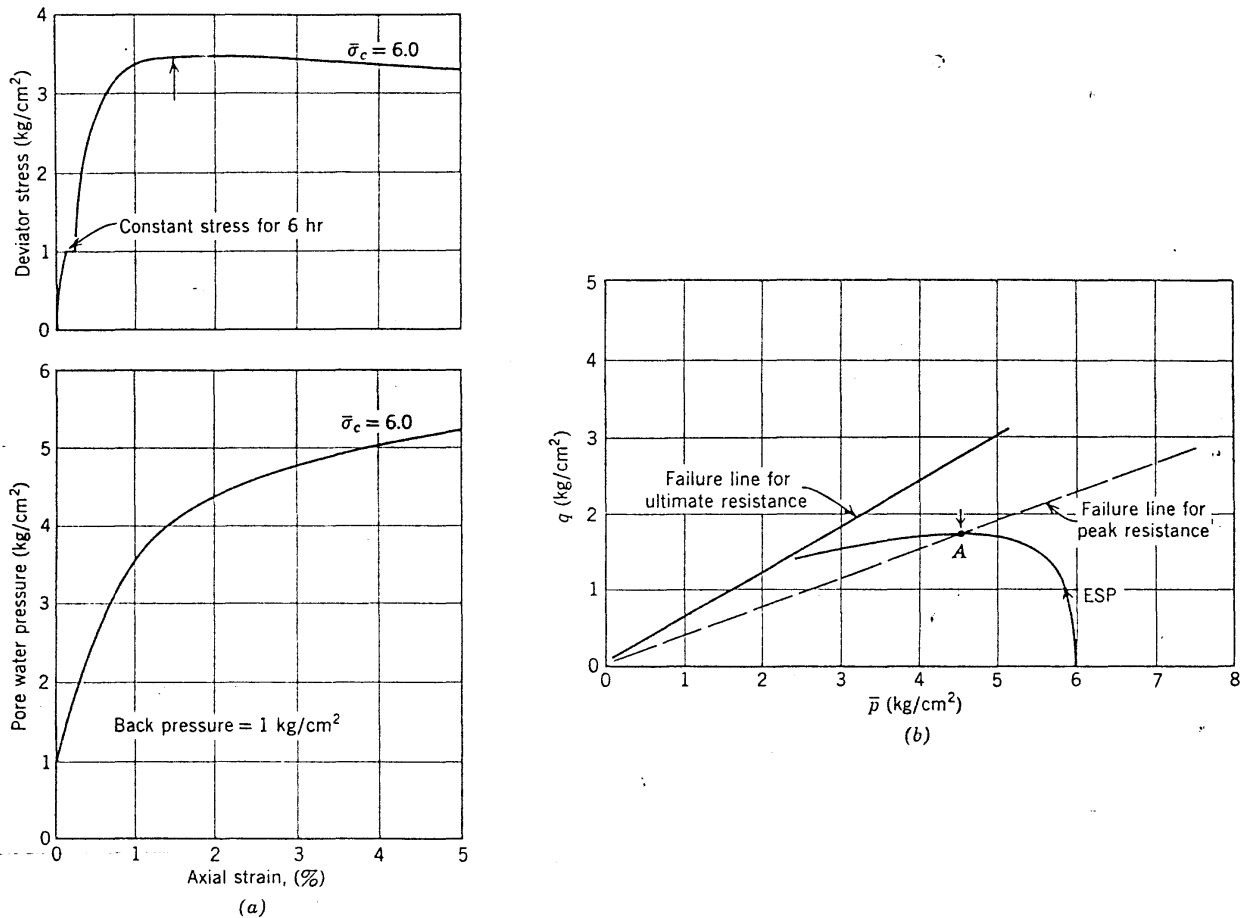 4
3
2
1
0
Deviator stress (kg/cm²)
σ̄c = 6.0
Constant stress for 6 hr
6
5
4
3
2
1
0
Pore water pressure (kg/cm²)
σ̄c = 6.0
Back pressure = 1 kg/cm²
0 1 2 3 4 5
Axial strain, (%)
(a)
5
4
3
2
1
0
q (kg/cm²)
Failure line for
ultimate resistance
A
Failure line for
peak resistance
ESP
0 1 2 3 4 5 6 7 8
p̄ (kg/cm²)
(b)